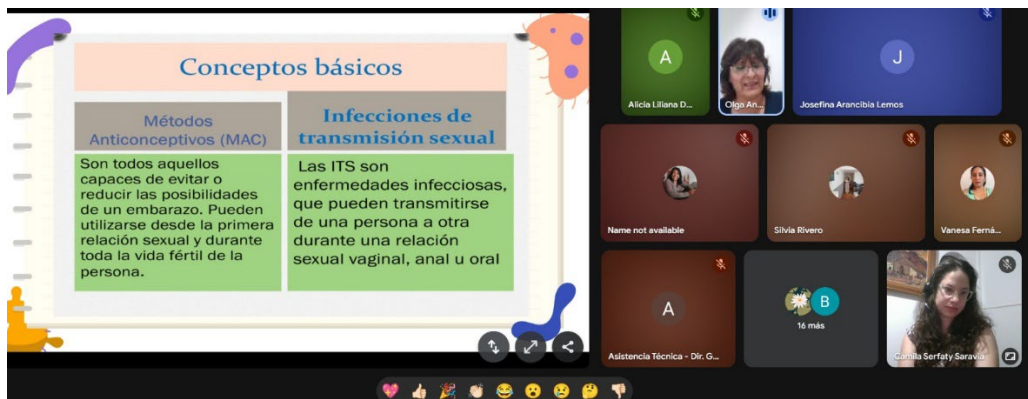 Conceptos básicos
Métodos
Anticonceptivos (MAC)
Son todos aquellos
capaces de evitar o
reducir las posibilidades
de un embarazo. Pueden
utilizarse desde la primera
relación sexual y durante
toda la vida fértil de la
persona.
Infecciones de
transmisión sexual
Las ITS son
enfermedades infecciosas,
que pueden transmitirse
de una persona a otra
durante una relación
sexual vaginal, anal u oral
A
Alicia Liliana D...
Olga An...
J
Josefina Arancibia Lemos
Name not available
Silvia Rivero
Vanesa Ferná...
A
Asistencia Técnica - Dir. G...
B
16 más
Camila Serfaty Saravia